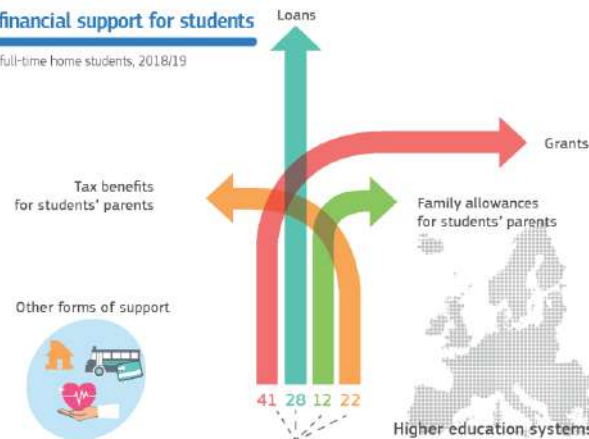 financial support for students
full-time home students, 2018/19
Loans
Grants
Tax benefits
for students' parents
Family allowances
for students' parents
Other forms of support
41 28 12 22
Higher education systems